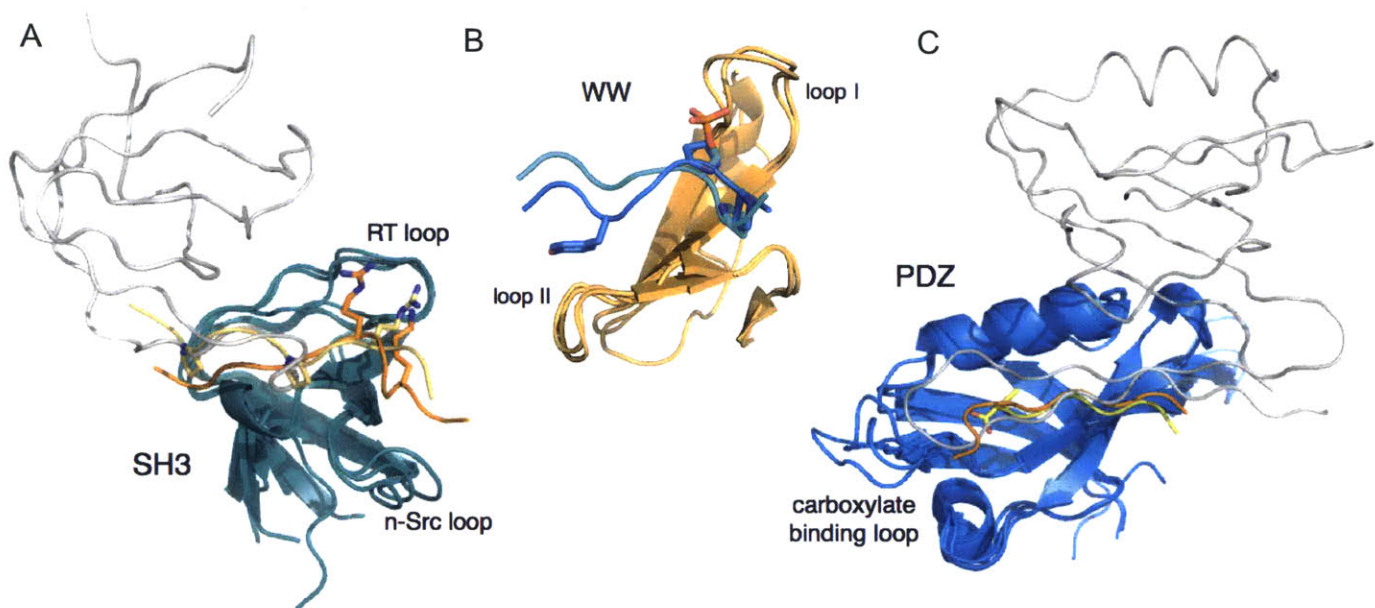 A
RT loop
SH3
n-Src loop
B
WW
loop I
loop II
C
PDZ
carboxylate
binding loop